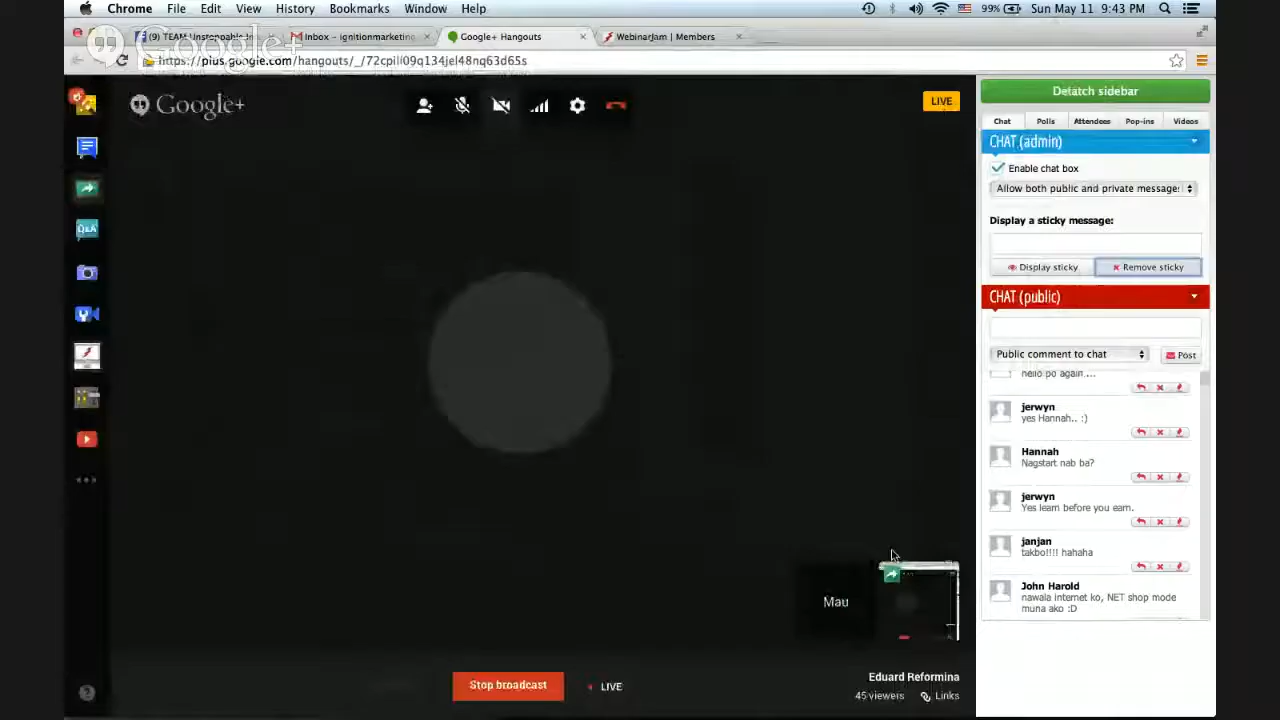 Chrome File Edit View History Bookmarks Window Help 99% Sun May 11 9:43 PM
(9) TEAM Unstoppable Inbox – ignitionmarketing Google+ Hangouts WebinarJam | Members
Google+
https://plus.google.com/hangouts/_/72cpill09q134jel48nq63d65s
Google+
LIVE
Detatch sidebar
Chat Polls Attendees Pop-ins Videos
CHAT (admin)
Enable chat box
Allow both public and private message
Display a sticky message:
Display sticky Remove sticky
CHAT (public)
Public comment to chat Post
hello po again....
jerwyn
yes Hannah.. :)
Hannah
Nagstart nab ba?
jerwyn
Yes learn before you earn.
janjan
takbo!!!! hahaha
John Harold
nawala internet ko, NET shop mode
muna ako :D
Q&A
Mau
Stop broadcast LIVE
Eduard Reformina
45 viewers Links